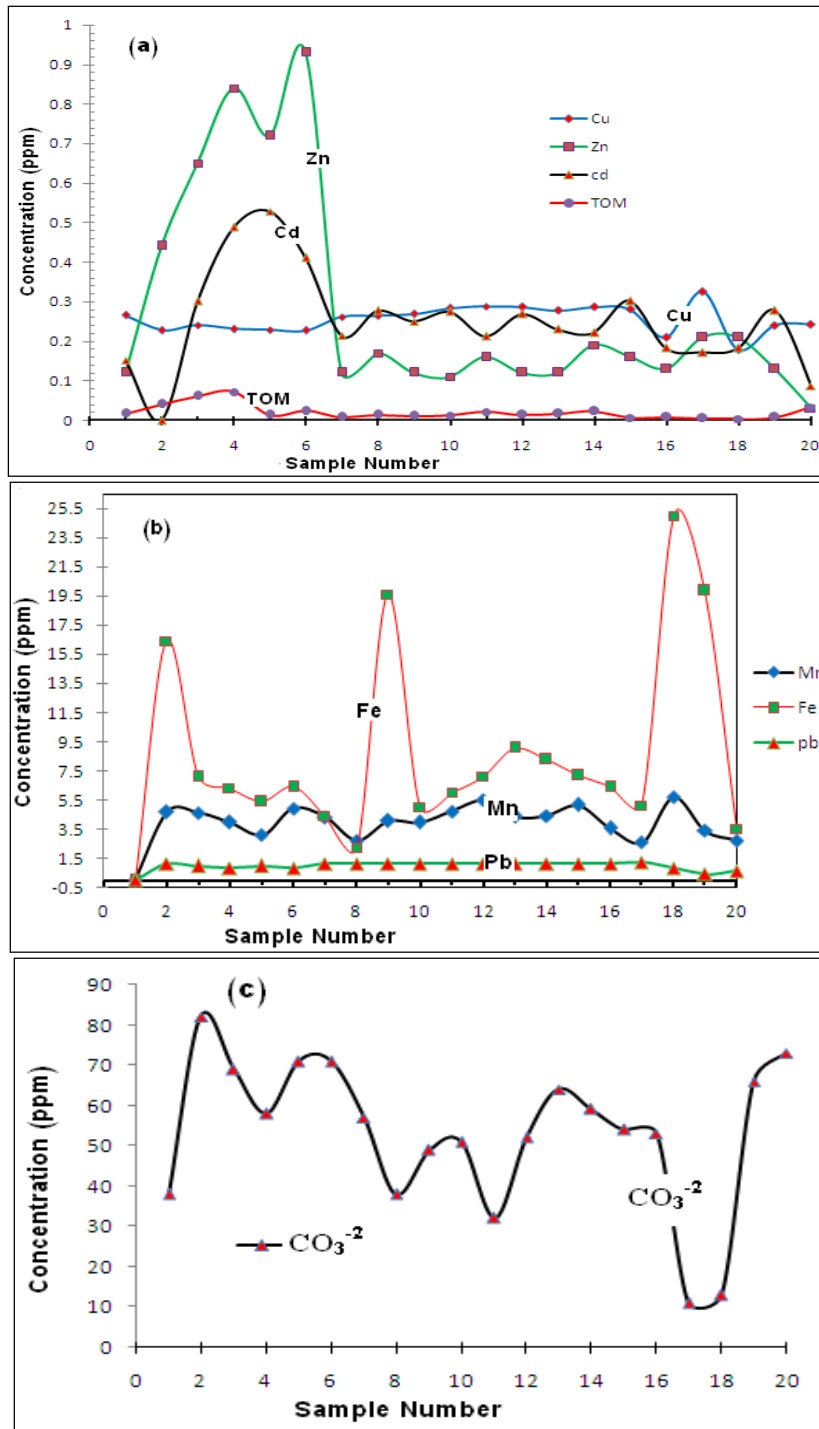 (a)
Concentration (ppm)
1
0.9
0.8
0.7
0.6
0.5
0.4
0.3
0.2
0.1
0
Cu
Zn
cd
TOM
Zn
Cd
Cu
TOM
0 2 4 6 8 10 12 14 16 18 20
Sample Number
(b)
Concentration (ppm)
25.5
23.5
21.5
19.5
17.5
15.5
13.5
11.5
9.5
7.5
5.5
3.5
1.5
-0.5
Fe
Mn
Pb
Mn
Fe
pb
0 2 4 6 8 10 12 14 16 18 20
Sample Number
(c)
Concentration (ppm)
90
80
70
60
50
40
30
20
10
0
CO₃⁻²
CO₃⁻²
0 2 4 6 8 10 12 14 16 18 20
Sample Number